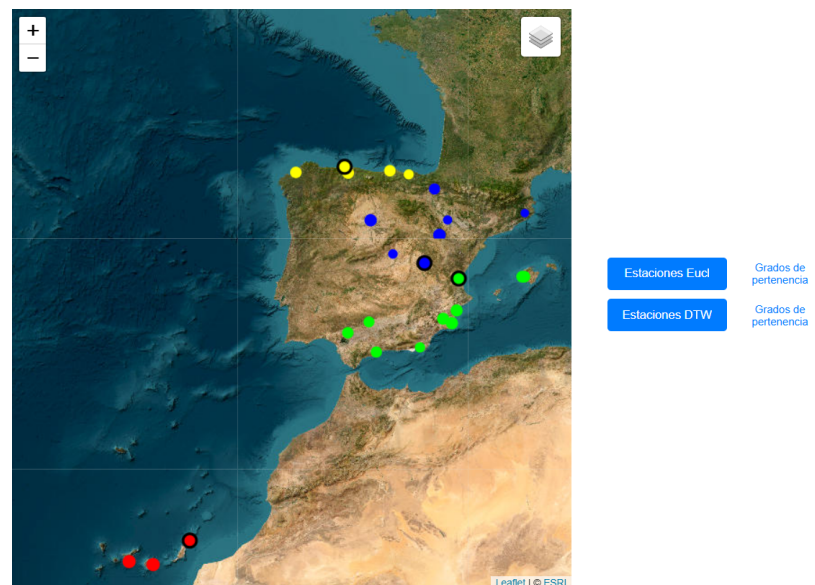 +
−
Estaciones Eucl
Grados de
pertenencia
Estaciones DTW
Grados de
pertenencia
Leaflet | © ESRI